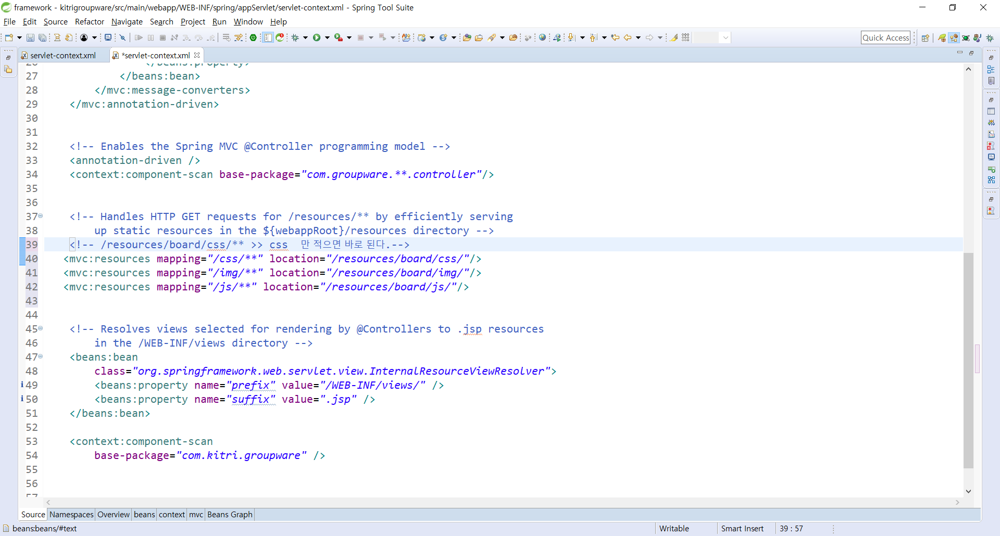 framework - kitrigroupware/src/main/webapp/WEB-INF/spring/appServlet/servlet-context.xml - Spring Tool Suite
File Edit Source Refactor Navigate Search Project Run Window Help
Quick Access
servlet-context.xml *servlet-context.xml
26 </beans:property>
27 </beans:bean>
28 </mvc:message-converters>
29 </mvc:annotation-driven>
30
31
32 <!-- Enables the Spring MVC @Controller programming model -->
33 <annotation-driven />
34 <context:component-scan base-package="com.groupware.**.controller"/>
35
36
37 <!-- Handles HTTP GET requests for /resources/** by efficiently serving
38 up static resources in the ${webappRoot}/resources directory -->
39 <!-- /resources/board/css/** >> css 만 적으면 바로 된다.-->
40 <mvc:resources mapping="/css/**" location="/resources/board/css/"/>
41 <mvc:resources mapping="/img/**" location="/resources/board/img/"/>
42 <mvc:resources mapping="/js/**" location="/resources/board/js/"/>
43
44
45 <!-- Resolves views selected for rendering by @Controllers to .jsp resources
46 in the /WEB-INF/views directory -->
47 <beans:bean
48 class="org.springframework.web.servlet.view.InternalResourceViewResolver">
49 <beans:property name="prefix" value="/WEB-INF/views/" />
50 <beans:property name="suffix" value=".jsp" />
51 </beans:bean>
52
53 <context:component-scan
54 base-package="com.kitri.groupware" />
55
56
57
Source Namespaces Overview beans context mvc Beans Graph
beans:beans/#text Writable Smart Insert 39 : 57